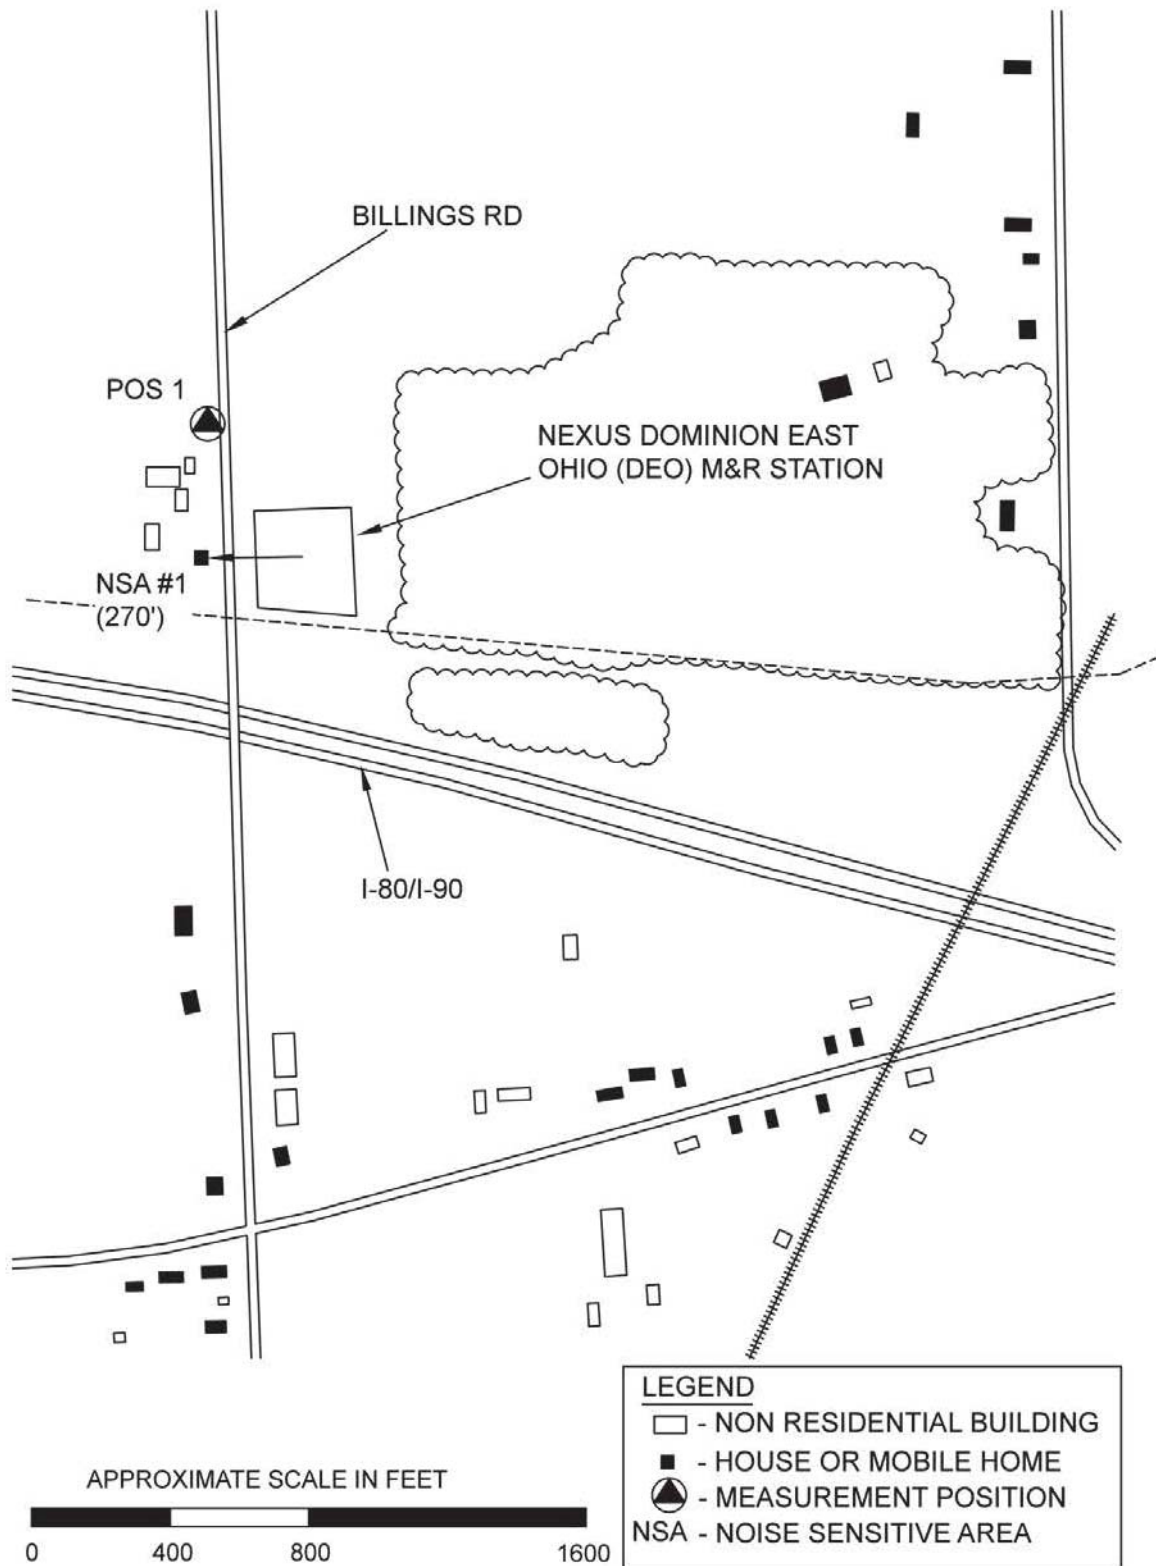 BILLINGS RD
POS 1
NEXUS DOMINION EAST
OHIO (DEO) M&R STATION
NSA #1
(270')
I-80/I-90
LEGEND
- NON RESIDENTIAL BUILDING
- HOUSE OR MOBILE HOME
- MEASUREMENT POSITION
NSA - NOISE SENSITIVE AREA
APPROXIMATE SCALE IN FEET
0 400 800 1600